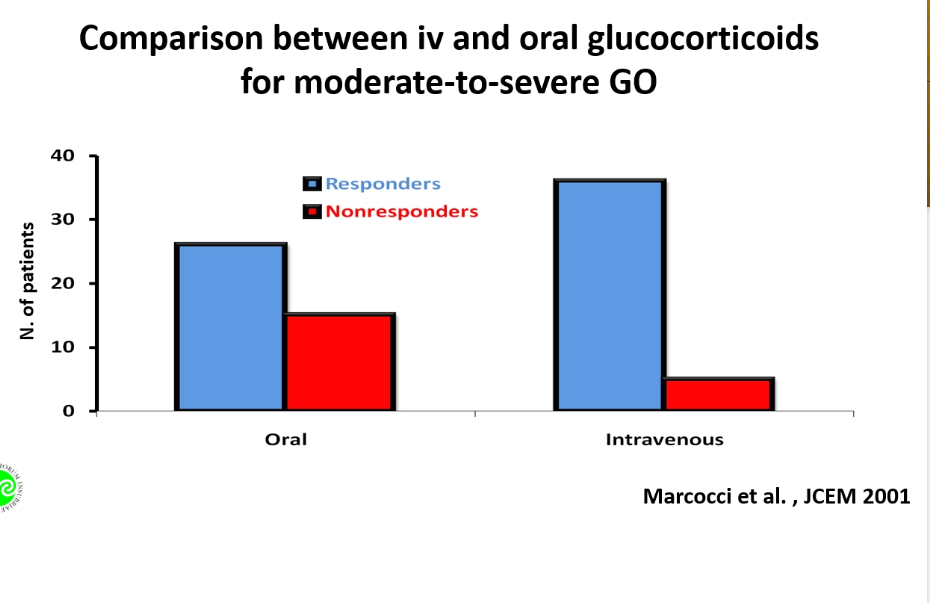 Comparison between iv and oral glucocorticoids
for moderate-to-severe GO
40
30
20
10
0
N. of patients
Responders
Nonresponders
Oral
Intravenous
Marcocci et al. , JCEM 2001